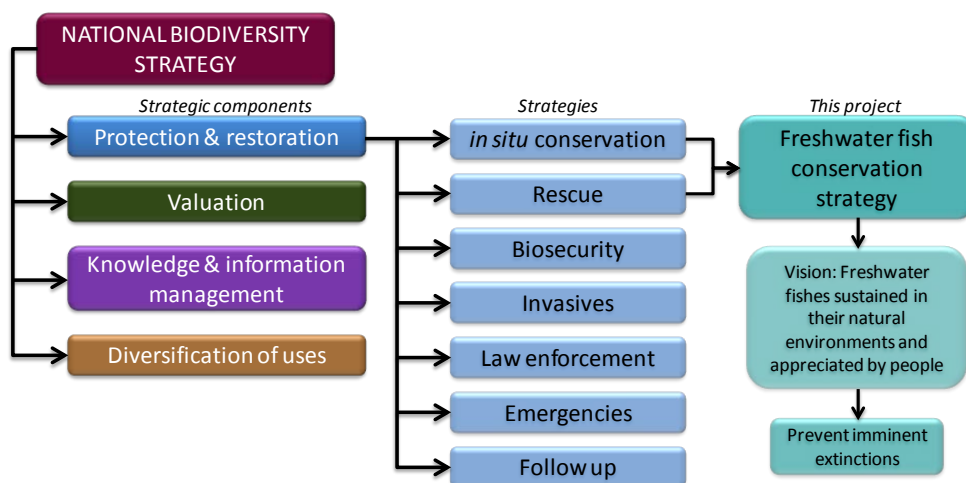 NATIONAL BIODIVERSITY
STRATEGY
Strategic components
Protection & restoration
Valuation
Knowledge & information
management
Diversification of uses
Strategies
in situ conservation
Rescue
Biosecurity
Invasives
Law enforcement
Emergencies
Follow up
This project
Freshwater fish
conservation
strategy
Vision: Freshwater
fishes sustained in
their natural
environments and
appreciated by people
Prevent imminent
extinctions